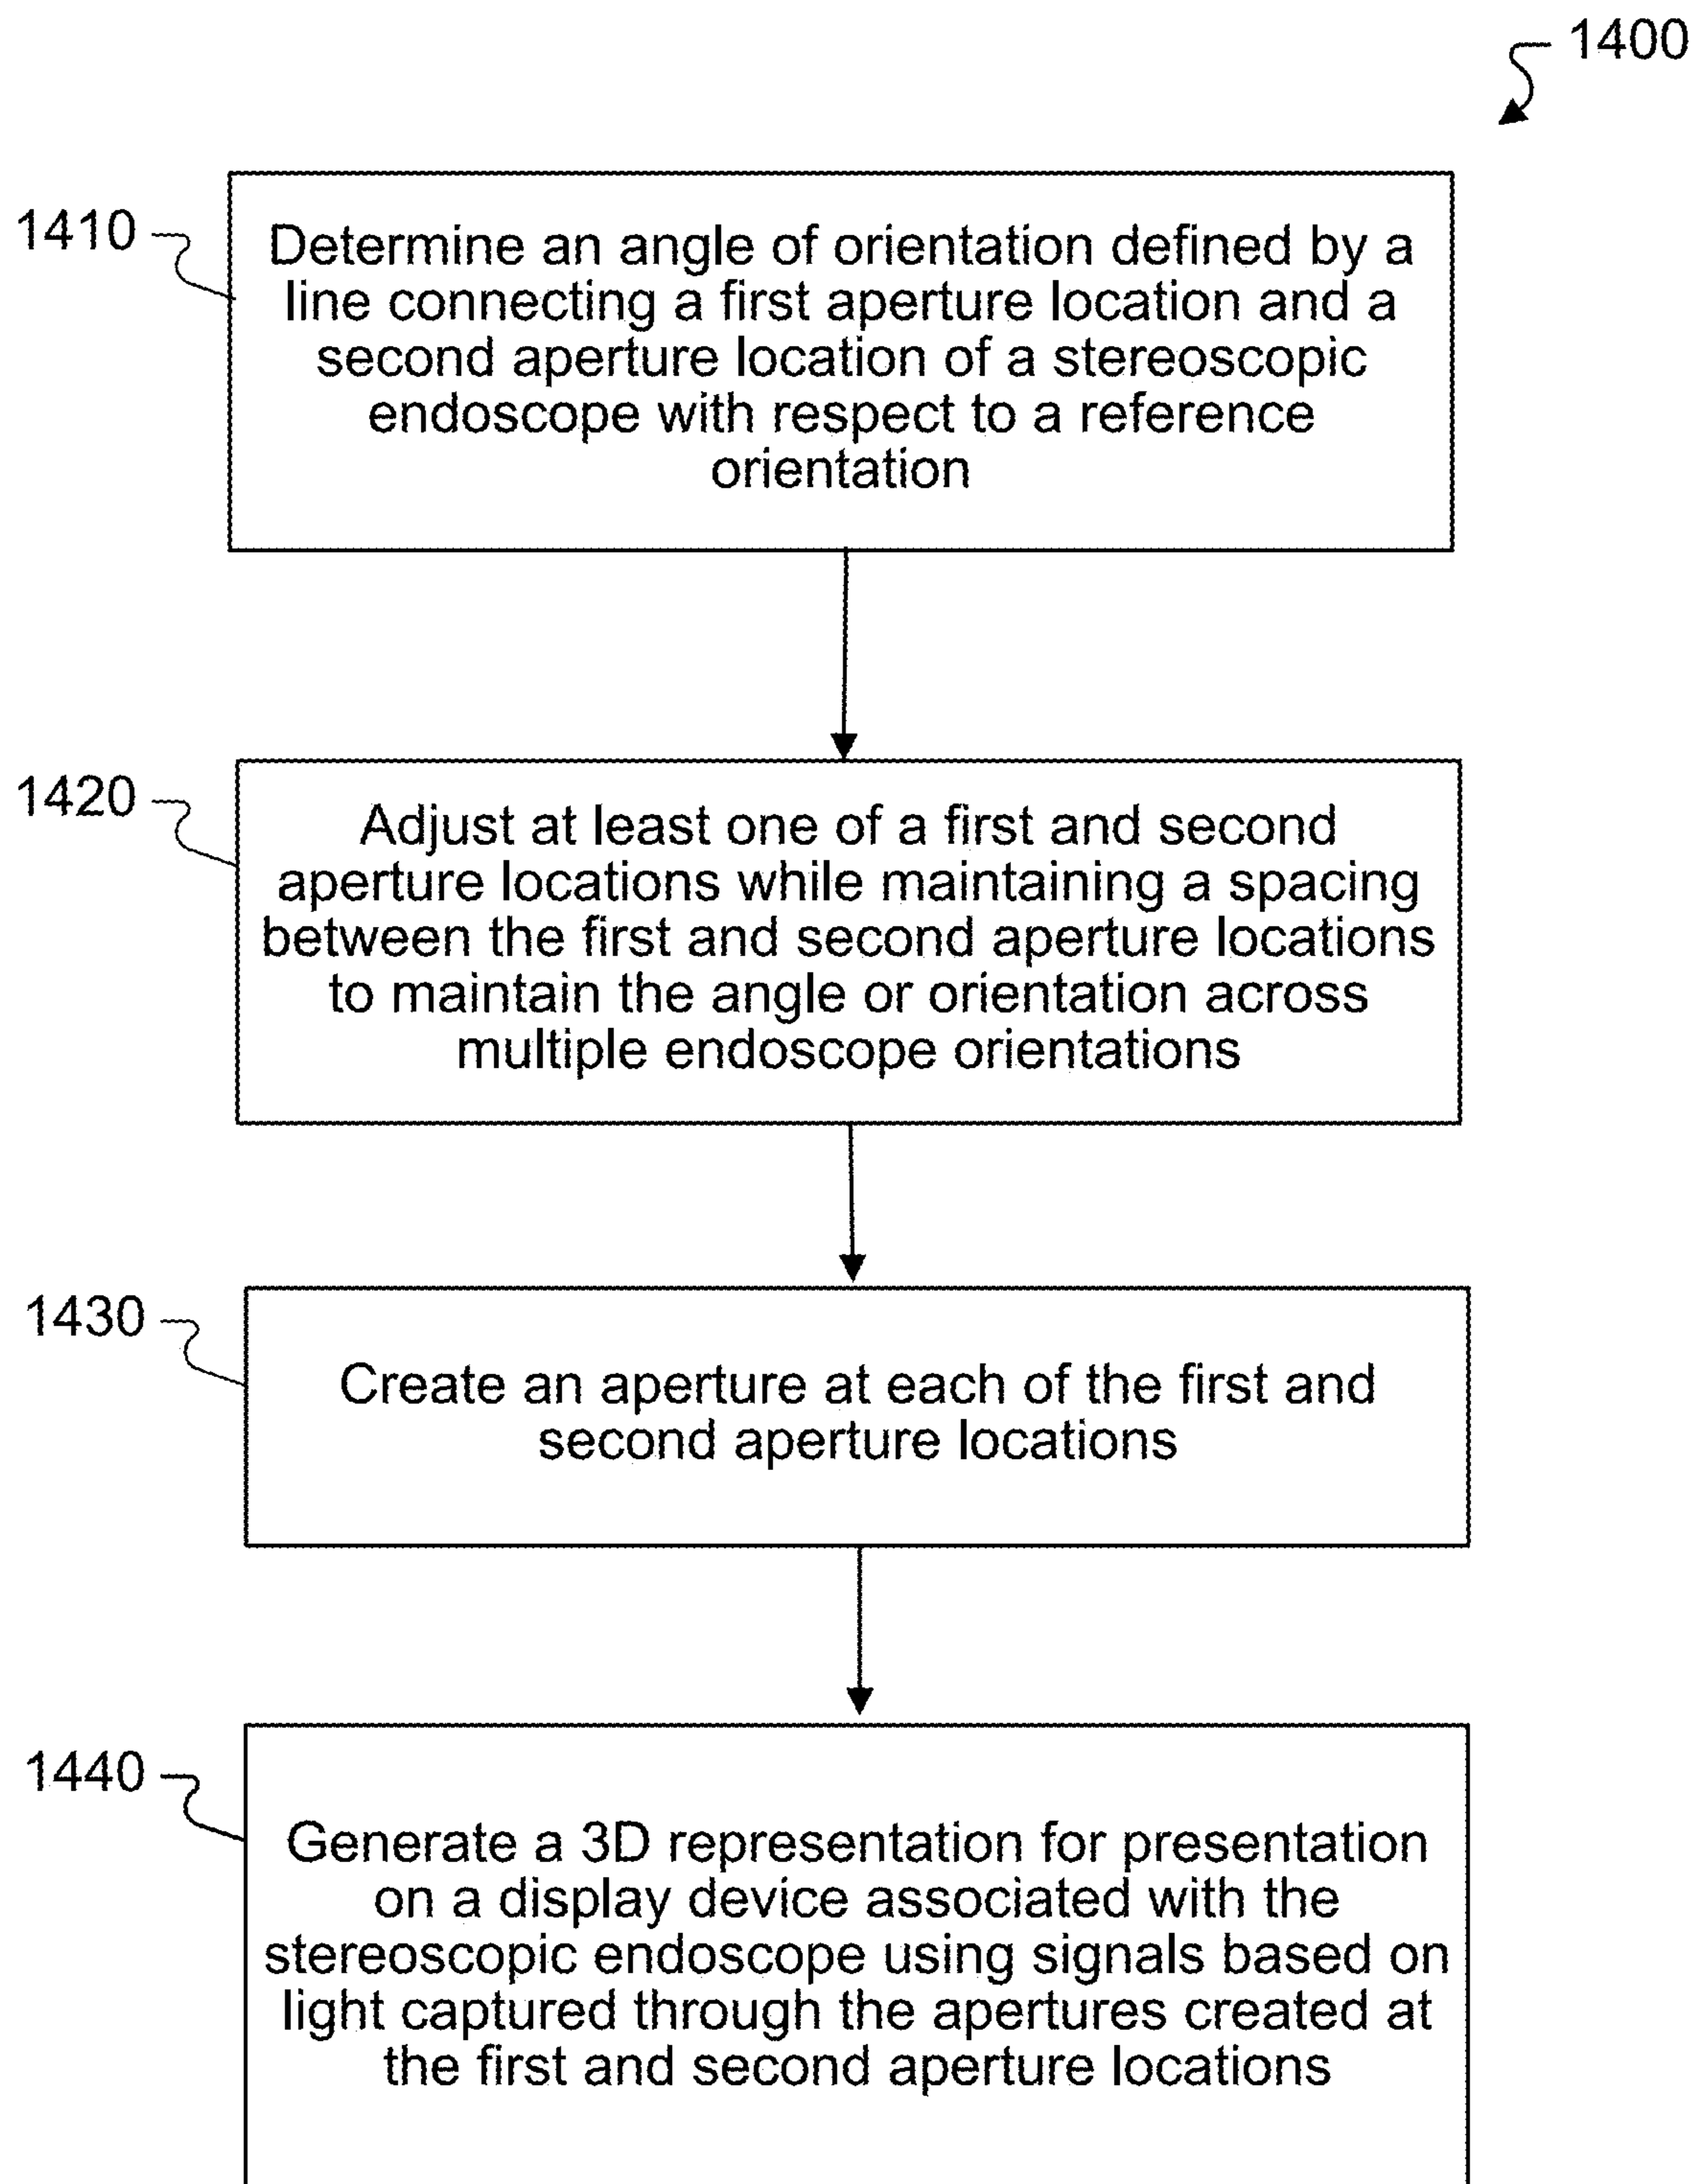 1400
1410
Determine an angle of orientation defined by a
line connecting a first aperture location and a
second aperture location of a stereoscopic
endoscope with respect to a reference
orientation
1420
Adjust at least one of a first and second
aperture locations while maintaining a spacing
between the first and second aperture locations
to maintain the angle or orientation across
multiple endoscope orientations
1430
Create an aperture at each of the first and
second aperture locations
1440
Generate a 3D representation for presentation
on a display device associated with the
stereoscopic endoscope using signals based on
light captured through the apertures created at
the first and second aperture locations